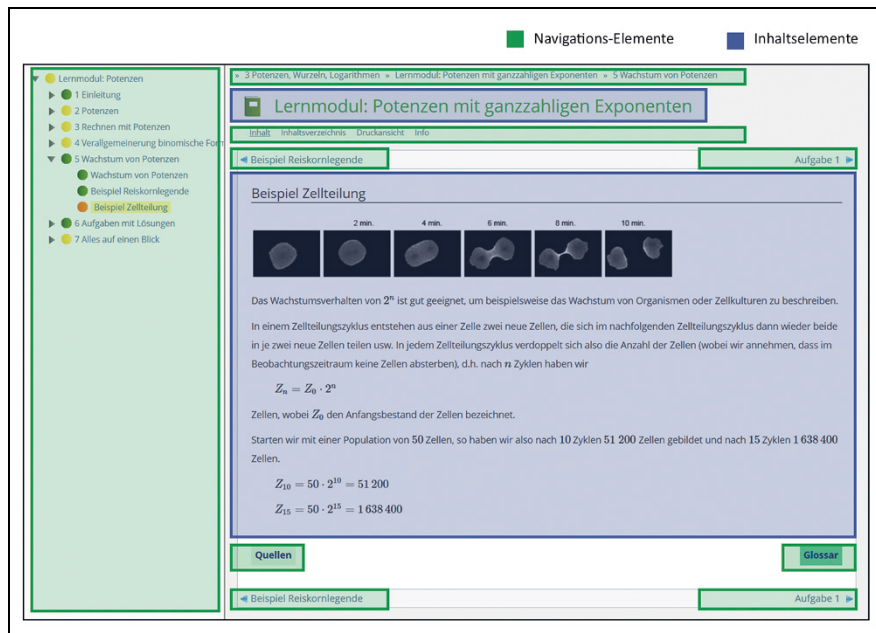 Navigations-Elemente
Inhaltselemente
Lernmodul: Potenzen
1 Einleitung
2 Potenzen
3 Rechnen mit Potenzen
4 Verallgemeinerung binomische Form
5 Wachstum von Potenzen
Wachstum von Potenzen
Beispiel Reiskornlegende
Beispiel Zellteilung
6 Aufgaben mit Lösungen
7 Alles auf einen Blick
» 3 Potenzen, Wurzeln, Logarithmen » Lernmodul: Potenzen mit ganzzahligen Exponenten » 5 Wachstum von Potenzen
Lernmodul: Potenzen mit ganzzahligen Exponenten
Inhalt Inhaltsverzeichnis Druckansicht Info
Beispiel Reiskornlegende Aufgabe 1
Beispiel Zellteilung
2 min. 4 min. 6 min. 8 min. 10 min.
Das Wachstumsverhalten von 2ⁿ ist gut geeignet, um beispielsweise das Wachstum von Organismen oder Zellkulturen zu beschreiben.
In einem Zellteilungszyklus entstehen aus einer Zelle zwei neue Zellen, die sich im nachfolgenden Zellteilungszyklus dann wieder beide
in je zwei neue Zellen teilen usw. In jedem Zellteilungszyklus verdoppelt sich also die Anzahl der Zellen (wobei wir annehmen, dass im
Beobachtungszeitraum keine Zellen absterben), d.h. nach n Zyklen haben wir
Zₙ = Z₀ · 2ⁿ
Zellen, wobei Z₀ den Anfangsbestand der Zellen bezeichnet.
Starten wir mit einer Population von 50 Zellen, so haben wir also nach 10 Zyklen 51 200 Zellen gebildet und nach 15 Zyklen 1 638 400
Zellen.
Z₁₀ = 50 · 2¹⁰ = 51 200
Z₁₅ = 50 · 2¹⁵ = 1 638 400
Quellen Glossar
Beispiel Reiskornlegende Aufgabe 1